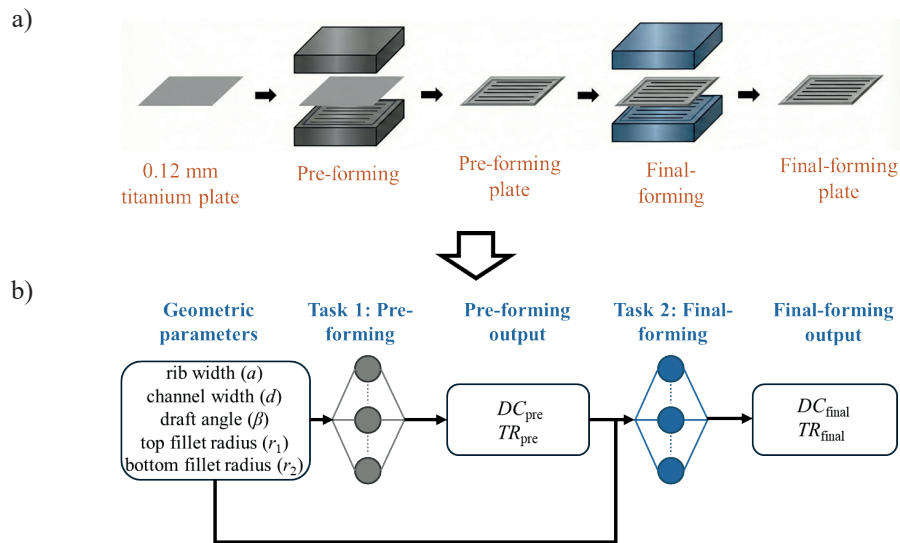 a)
0.12 mm
titanium plate
Pre-forming
Pre-forming
plate
Final-
forming
Final-forming
plate
b)
Geometric
parameters
Task 1: Pre-
forming
Pre-forming
output
Task 2: Final-
forming
Final-forming
output
rib width (a)
channel width (d)
draft angle (β)
top fillet radius (r₁)
bottom fillet radius (r₂)
DCpre
TRpre
DCfinal
TRfinal